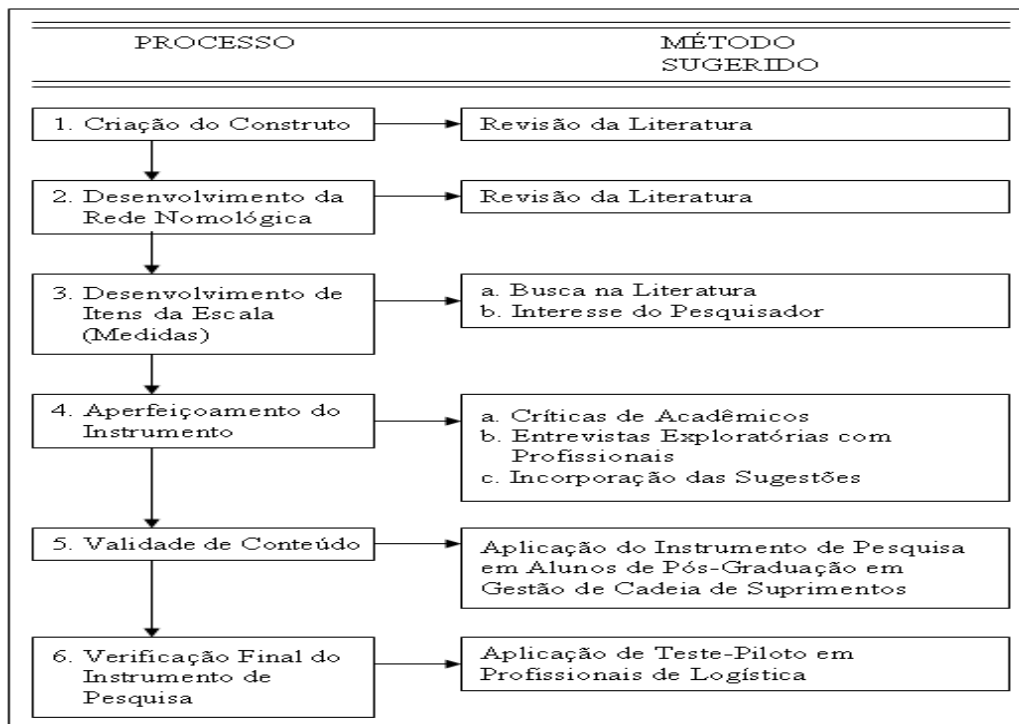 PROCESSO
MÉTODO
SUGERIDO
1. Criação do Construto
Revisão da Literatura
2. Desenvolvimento da
Rede Nomológica
Revisão da Literatura
3. Desenvolvimento de
Itens da Escala
(Medidas)
a. Busca na Literatura
b. Interesse do Pesquisador
4. Aperfeiçoamento do
Instrumento
a. Críticas de Acadêmicos
b. Entrevistas Exploratórias com
Profissionais
c. Incorporação das Sugestões
5. Validade de Conteúdo
Aplicação do Instrumento de Pesquisa
em Alunos de Pós-Graduação em
Gestão de Cadeia de Suprimentos
6. Verificação Final do
Instrumento de
Pesquisa
Aplicação de Teste-Piloto em
Profissionais de Logística